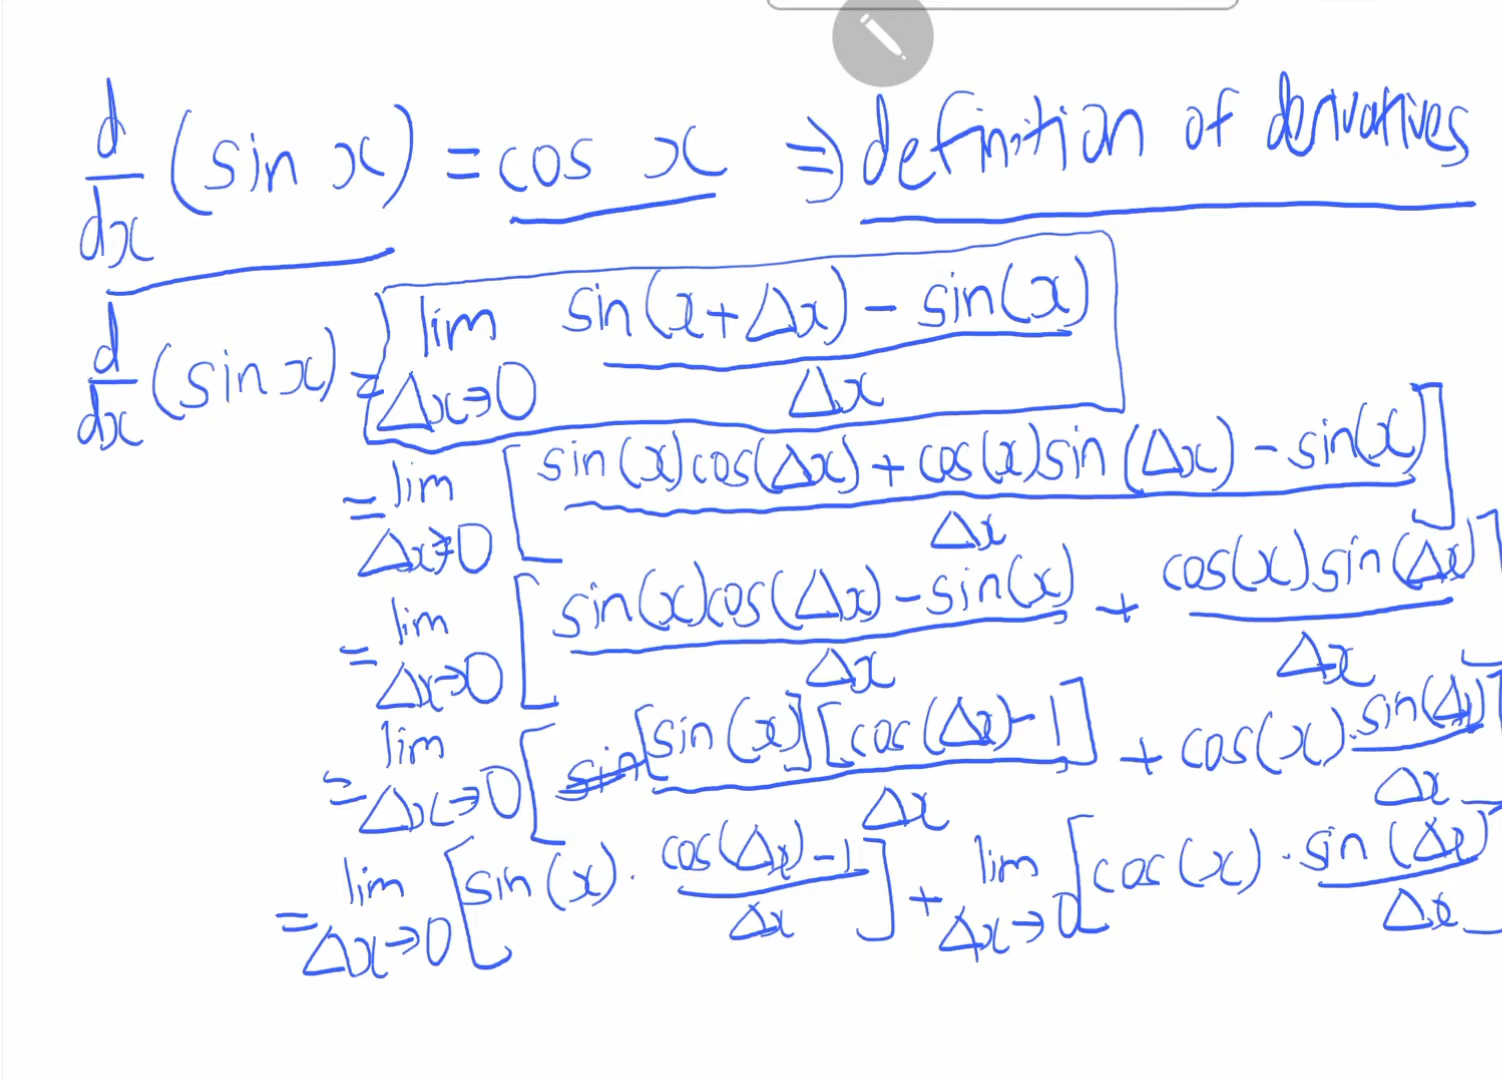 d/dx (sin x) = cos x ⇒ definition of derivatives
d/dx (sin x) = lim Δx→0 (sin(x+Δx) − sin(x))/Δx
= lim Δx→0 [(sin(x)cos(Δx) + cos(x)sin(Δx) − sin(x))/Δx]
= lim Δx→0 [(sin(x)cos(Δx) − sin(x))/Δx + (cos(x)sin(Δx))/Δx]
= lim Δx→0 [([sin(x)][cos(Δx)−1])/Δx + cos(x)·sin(Δx)/Δx]
= lim Δx→0 [sin(x)·(cos(Δx)−1)/Δx] + lim Δx→0 [cos(x)·sin(Δx)/Δx]